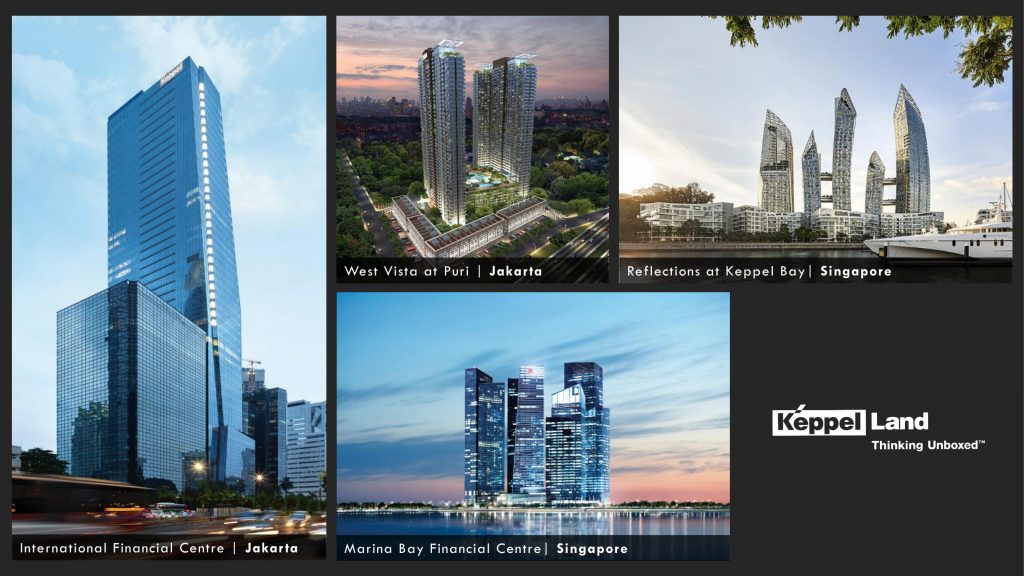 Keppel
West Vista at Puri | Jakarta
Reflections at Keppel Bay| Singapore
International Financial Centre | Jakarta
Marina Bay Financial Centre| Singapore
Keppel Land
Thinking Unboxed™